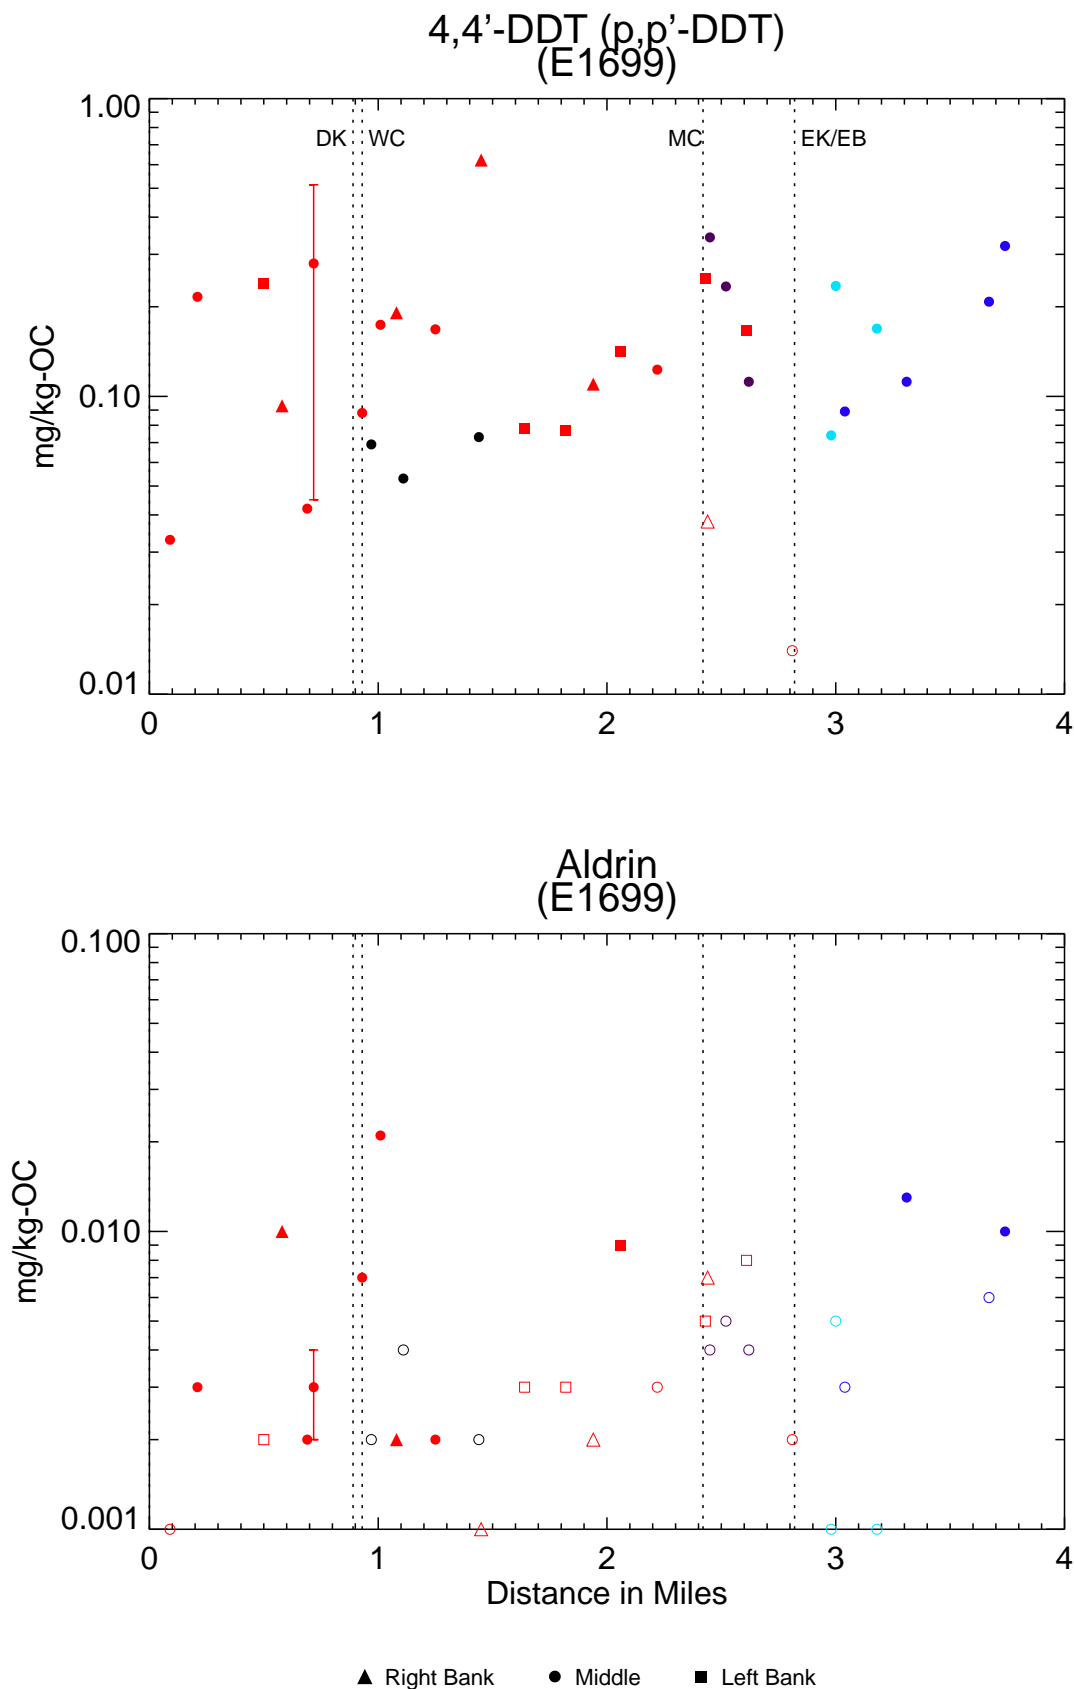 4,4'-DDT (p,p'-DDT)
(E1699)
1.00
DK
WC
MC
EK/EB
mg/kg-OC
0.10
0.01
0 1 2 3 4
Aldrin
(E1699)
0.100
mg/kg-OC
0.010
0.001
0 1 2 3 4
Distance in Miles
Right Bank Middle Left Bank